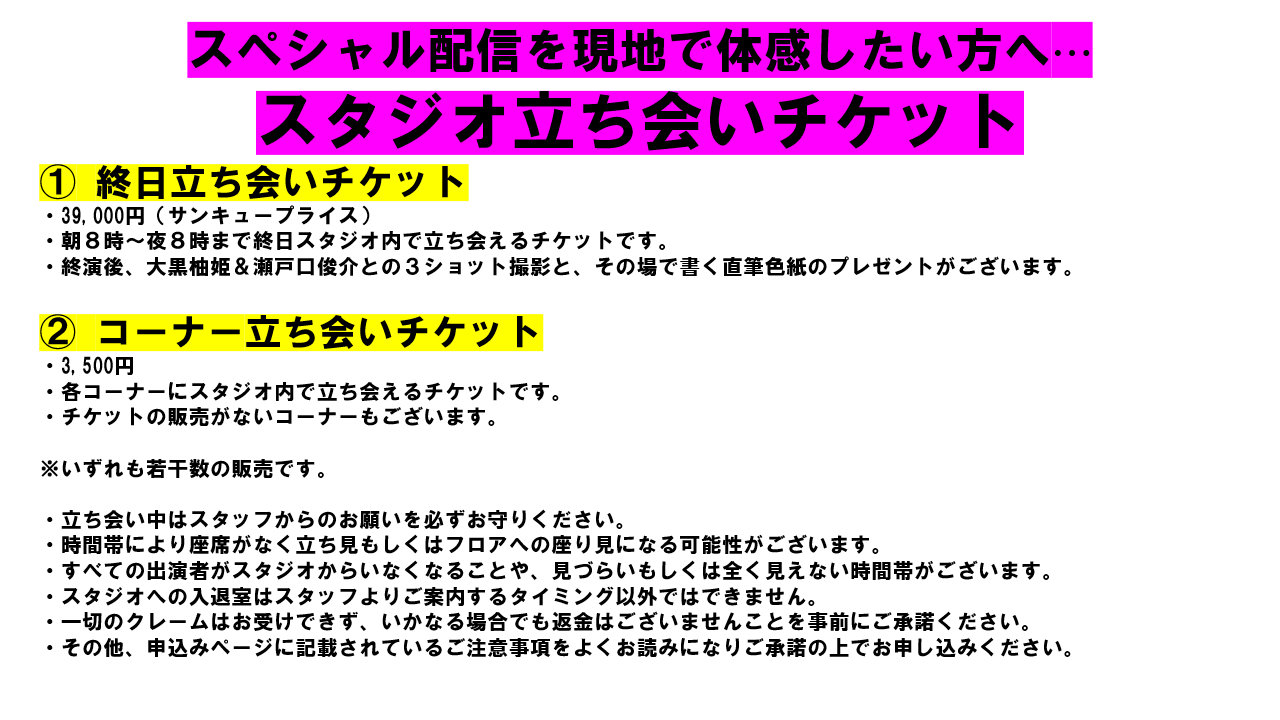 スペシャル配信を現地で体感したい方へ…
スタジオ立ち会いチケット
① 終日立ち会いチケット
・39,000円（サンキュープライス）
・朝８時～夜８時まで終日スタジオ内で立ち会えるチケットです。
・終演後、大黒柚姫＆瀬戸口俊介との３ショット撮影と、その場で書く直筆色紙のプレゼントがございます。
② コーナー立ち会いチケット
・3,500円
・各コーナーにスタジオ内で立ち会えるチケットです。
・チケットの販売がないコーナーもございます。
※いずれも若干数の販売です。
・立ち会い中はスタッフからのお願いを必ずお守りください。
・時間帯により座席がなく立ち見もしくはフロアへの座り見になる可能性がございます。
・すべての出演者がスタジオからいなくなることや、見づらいもしくは全く見えない時間帯がございます。
・スタジオへの入退室はスタッフよりご案内するタイミング以外ではできません。
・一切のクレームはお受けできず、いかなる場合でも返金はございませんことを事前にご承諾ください。
・その他、申込みページに記載されているご注意事項をよくお読みになりご承諾の上でお申し込みください。